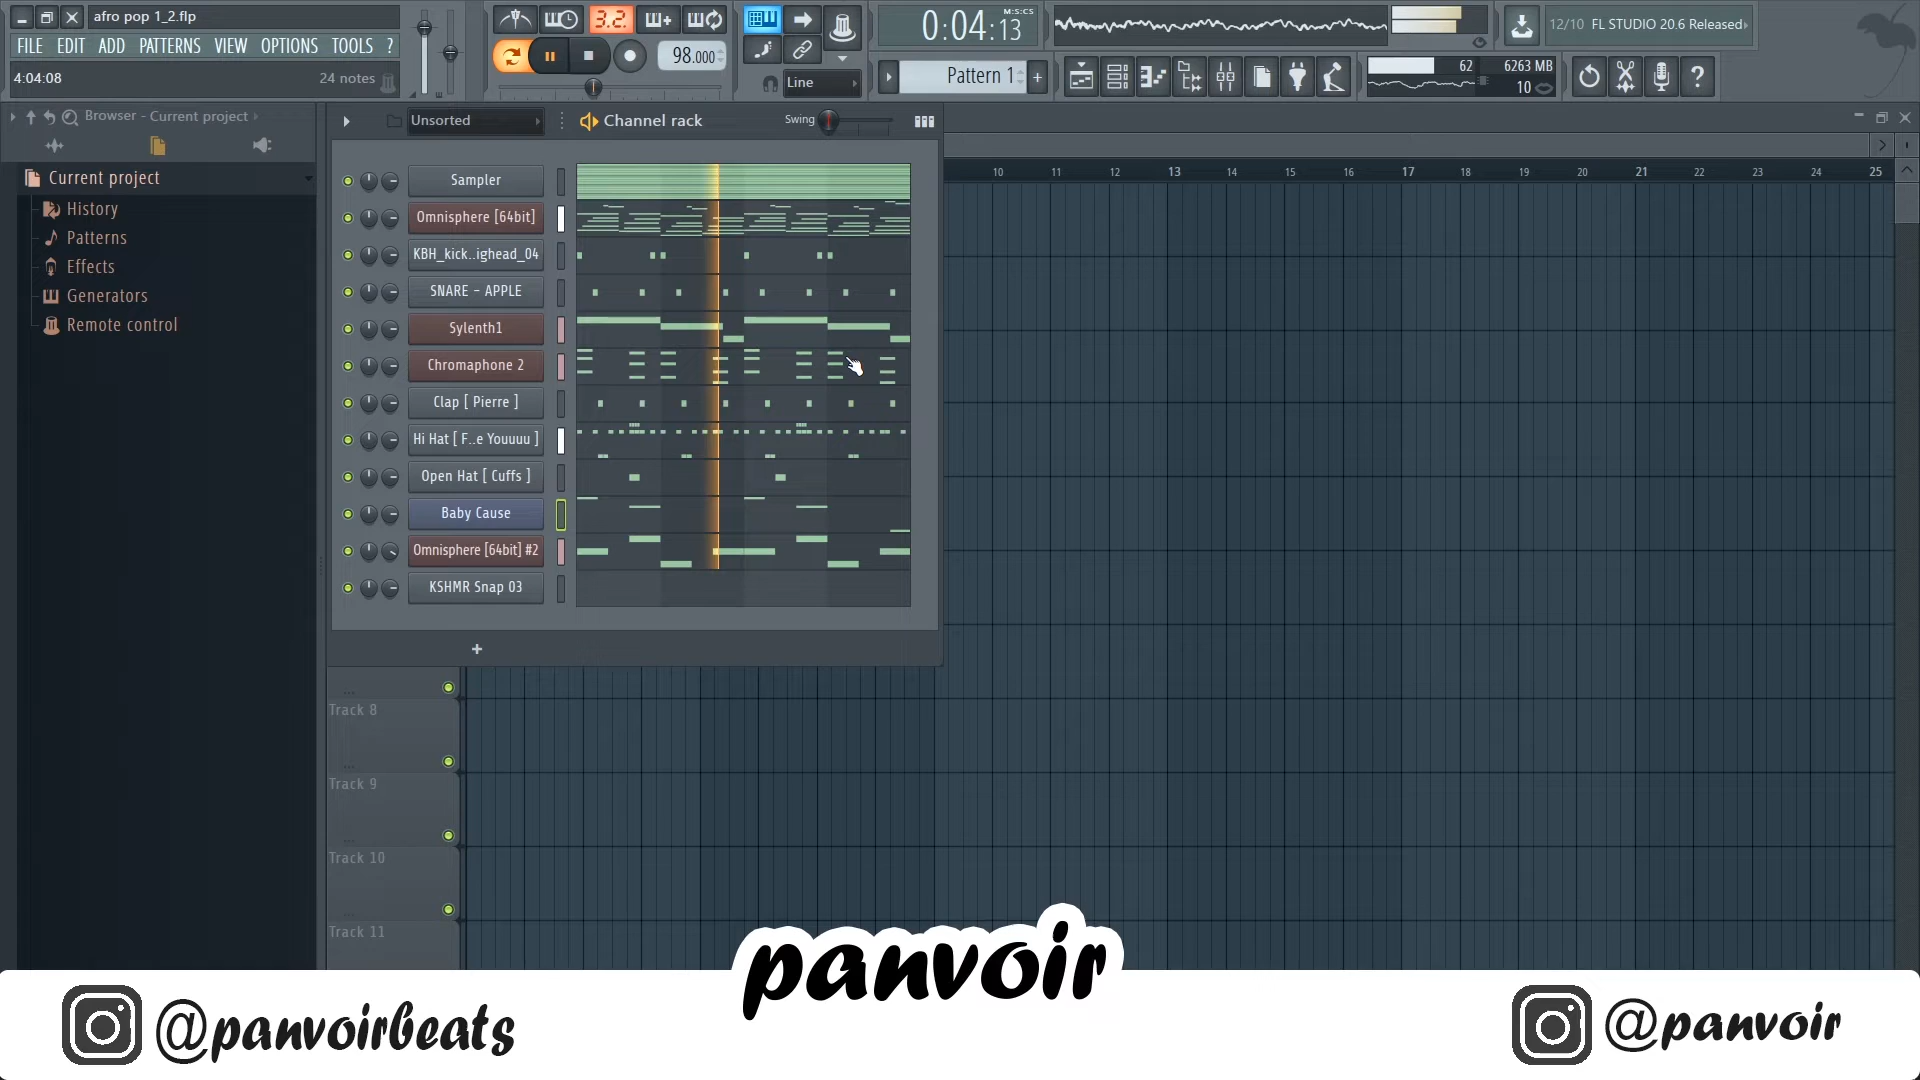 afro pop 1_2.flp
FILE EDIT ADD PATTERNS VIEW OPTIONS TOOLS ?
4:04:08 24 notes
3.2.
98.000
Line
0:04:13
M:S:CS
Pattern 1
+
62
6263 MB
10
12/10 FL STUDIO 20.6 Released
?
Browser - Current project
Current project
History
Patterns
Effects
Generators
Remote control
Unsorted
Channel rack
Swing
Sampler
Omnisphere [64bit]
KBH_kick..ighead_04
SNARE - APPLE
Sylenth1
Chromaphone 2
Clap [ Pierre ]
Hi Hat [ F..e Youuuu ]
Open Hat [ Cuffs ]
Baby Cause
Omnisphere [64bit] #2
KSHMR Snap 03
+
10 11 12 13 14 15 16 17 18 19 20 21 22 23 24 25
...
Track 8
...
Track 9
...
Track 10
...
Track 11
panvoir
@panvoirbeats
@panvoir